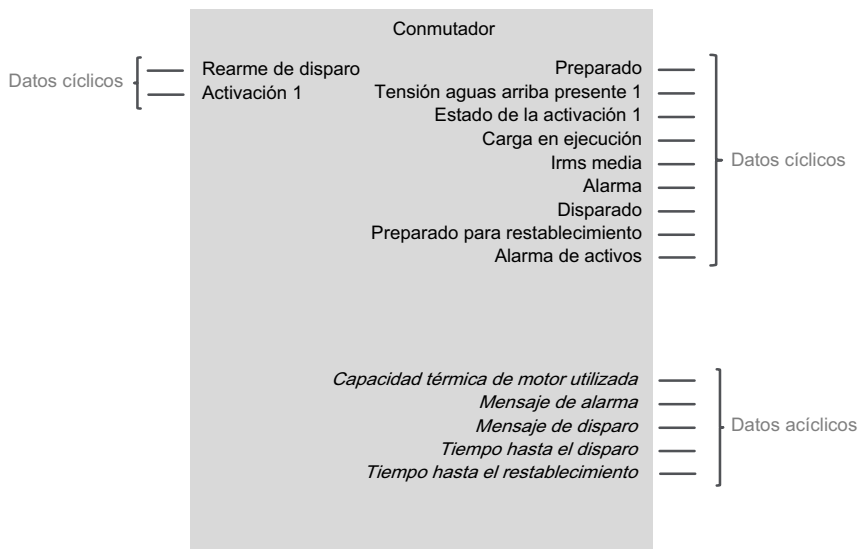 Conmutador
Datos cíclicos
Rearme de disparo
Activación 1
Preparado
Tensión aguas arriba presente 1
Estado de la activación 1
Carga en ejecución
Irms media
Alarma
Disparado
Preparado para restablecimiento
Alarma de activos
Datos cíclicos
Capacidad térmica de motor utilizada
Mensaje de alarma
Mensaje de disparo
Tiempo hasta el disparo
Tiempo hasta el restablecimiento
Datos acíclicos